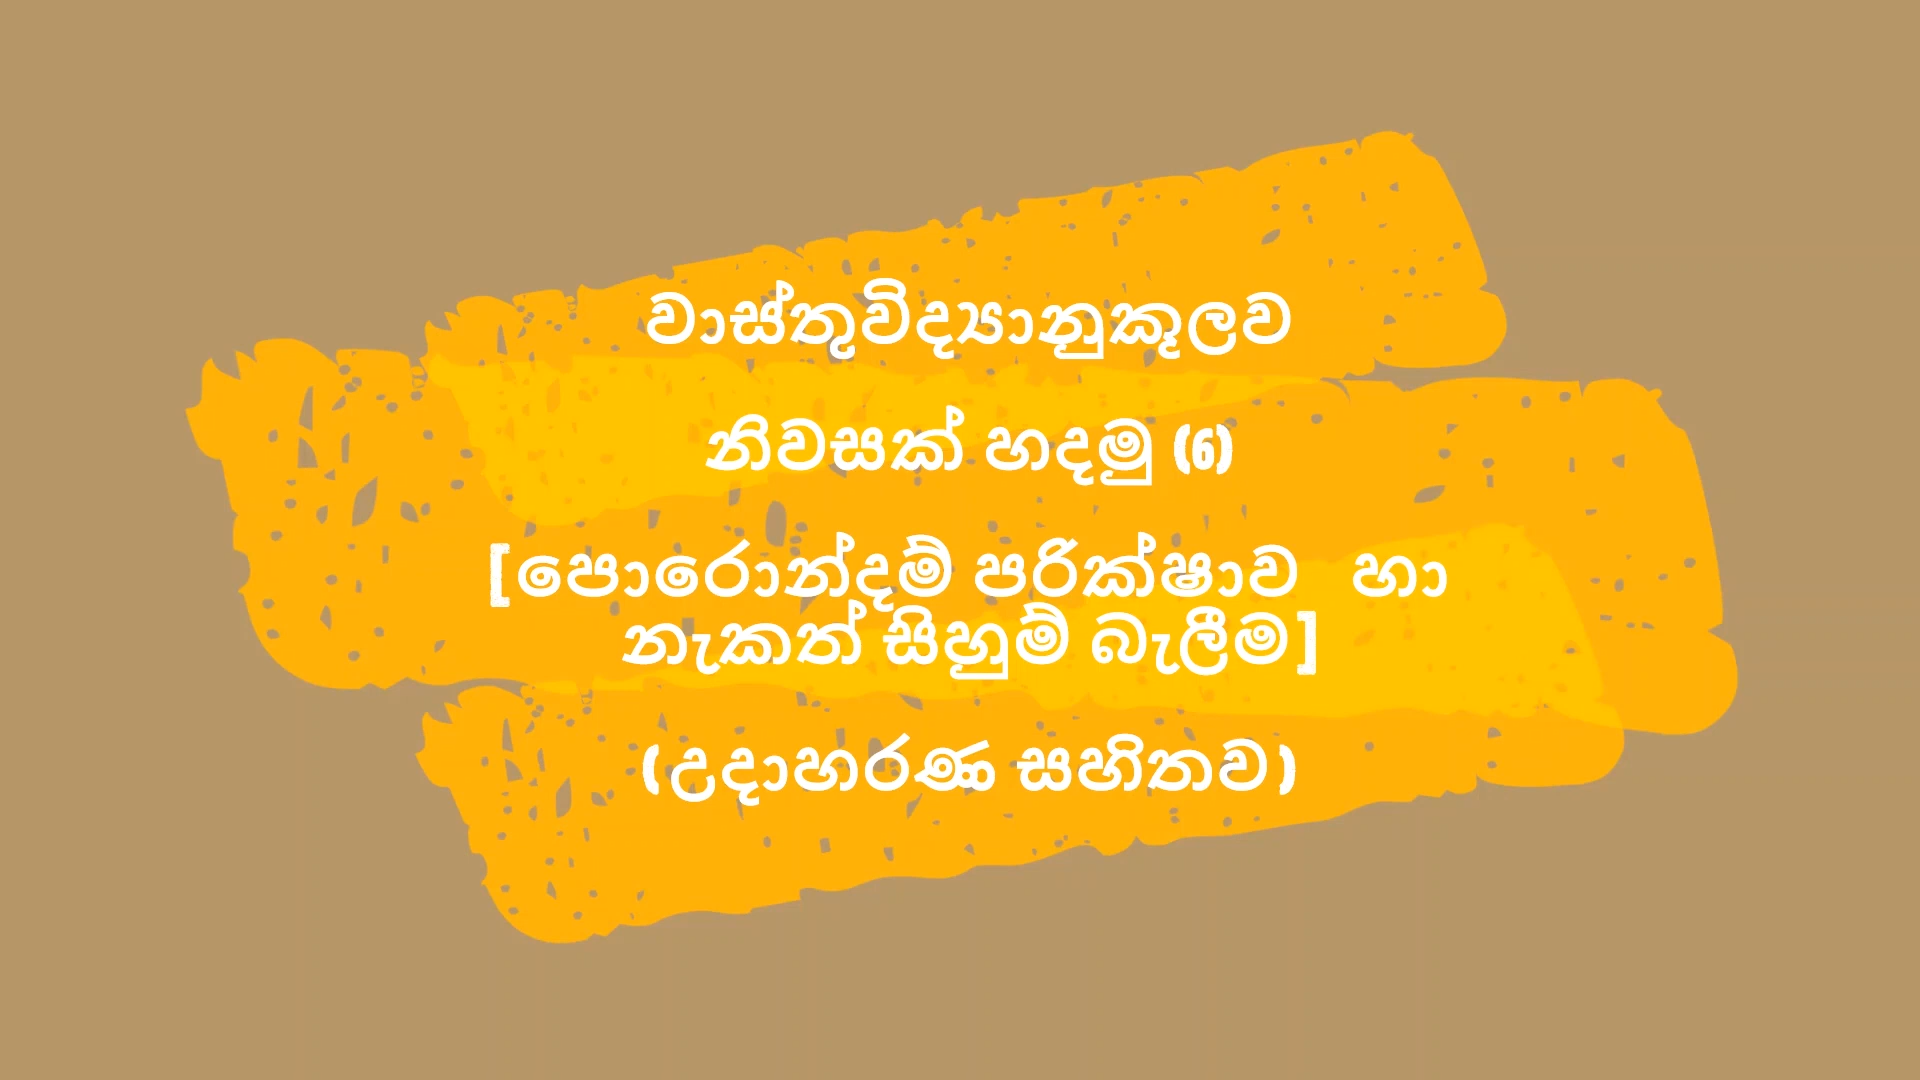 වාස්තුවිද්‍යානුකූලව
නිවසක් හදමු (6)
[පොරොන්දම් පරික්ෂාව හා
නැකත් සිහුම් බැලීම]
(උදාහරණ සහිතව)